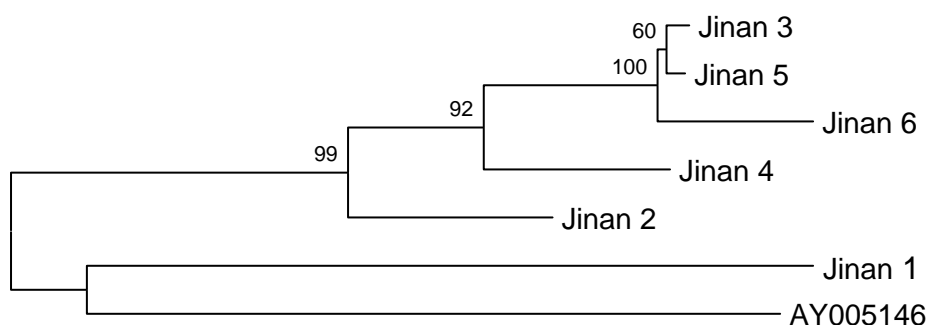 60
Jinan 3
100
Jinan 5
92
Jinan 6
99
Jinan 4
Jinan 2
Jinan 1
AY005146